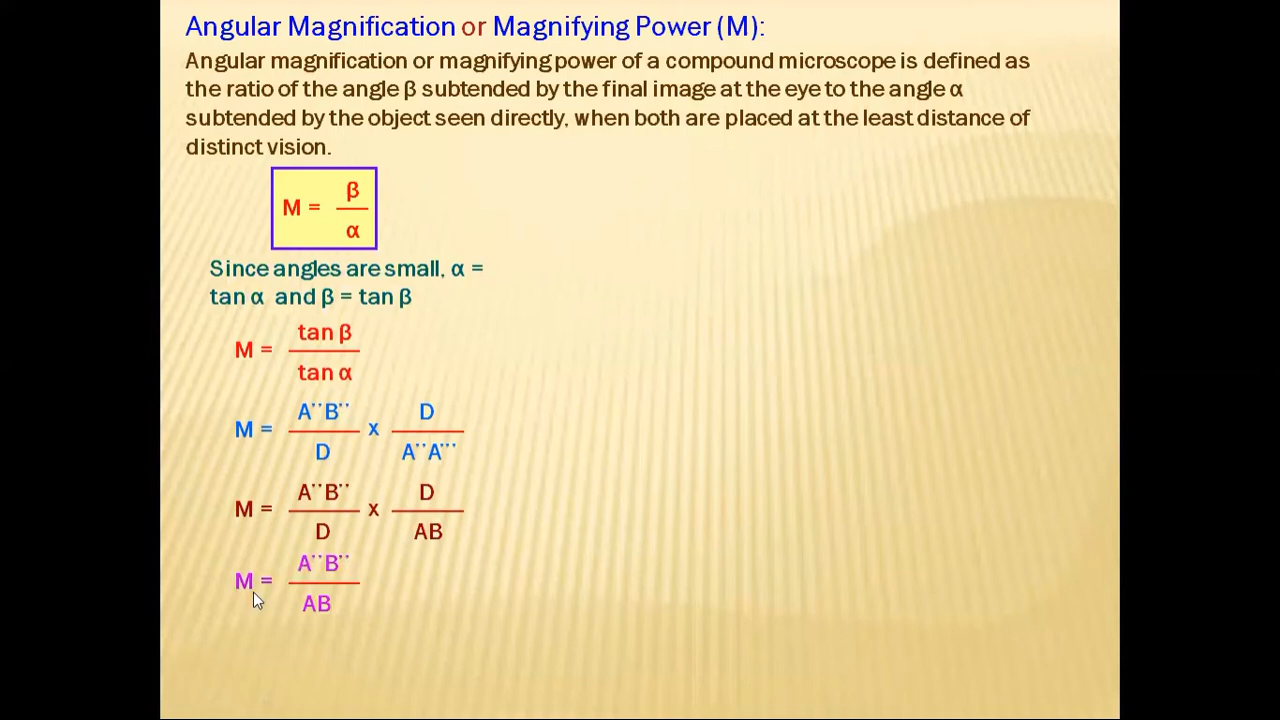 Angular Magnification or Magnifying Power (M):
Angular magnification or magnifying power of a compound microscope is defined as
the ratio of the angle β subtended by the final image at the eye to the angle α
subtended by the object seen directly, when both are placed at the least distance of
distinct vision.
M = β
α
Since angles are small, α =
tan α and β = tan β
M = tan β
tan α
M = A''B'' x D
D A''A'''
M = A''B'' x D
D AB
M = A''B''
AB